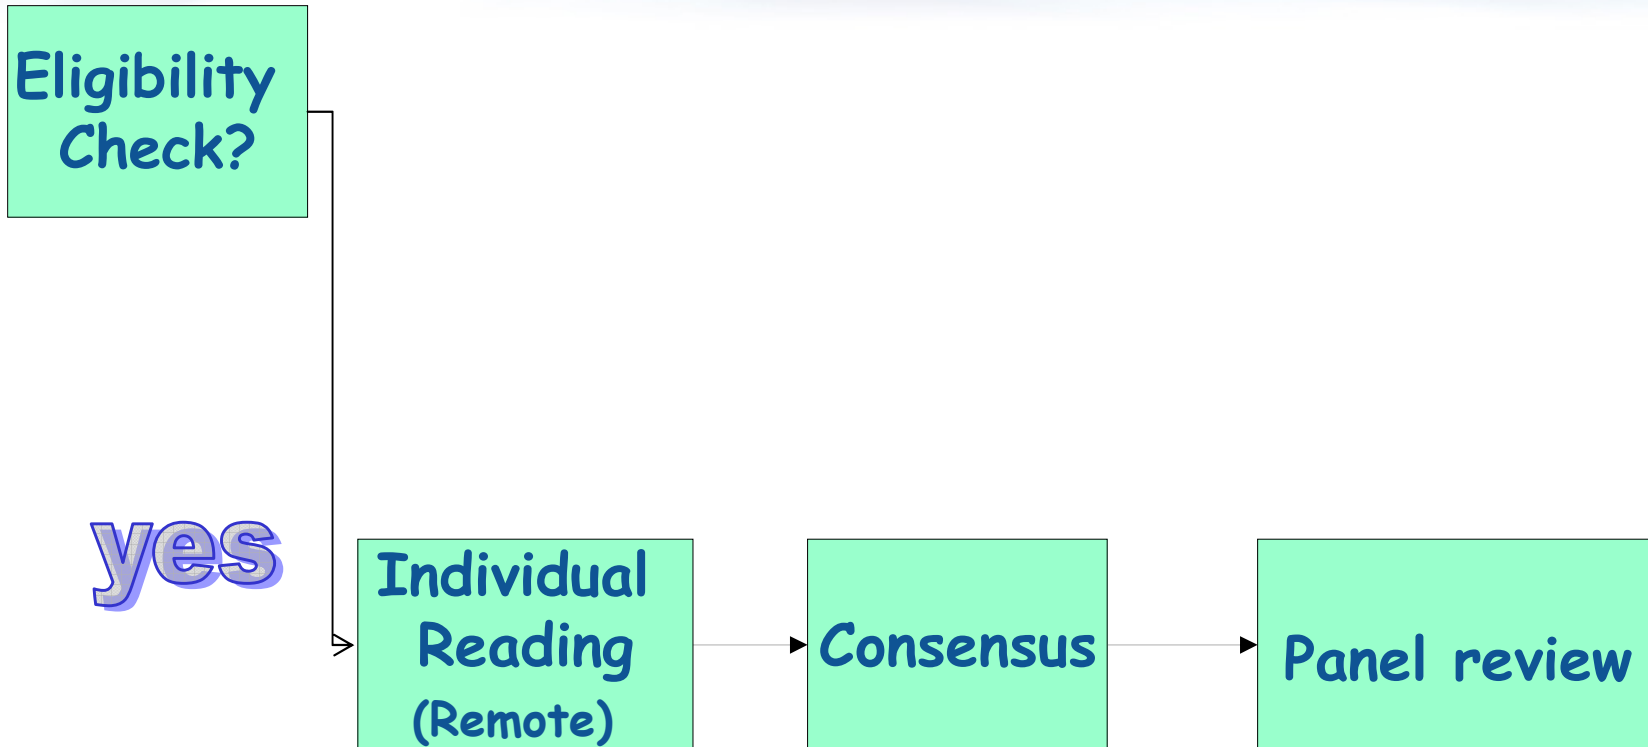 Eligibility
Check?
yes
Individual
Reading
(Remote)
Consensus
Panel review